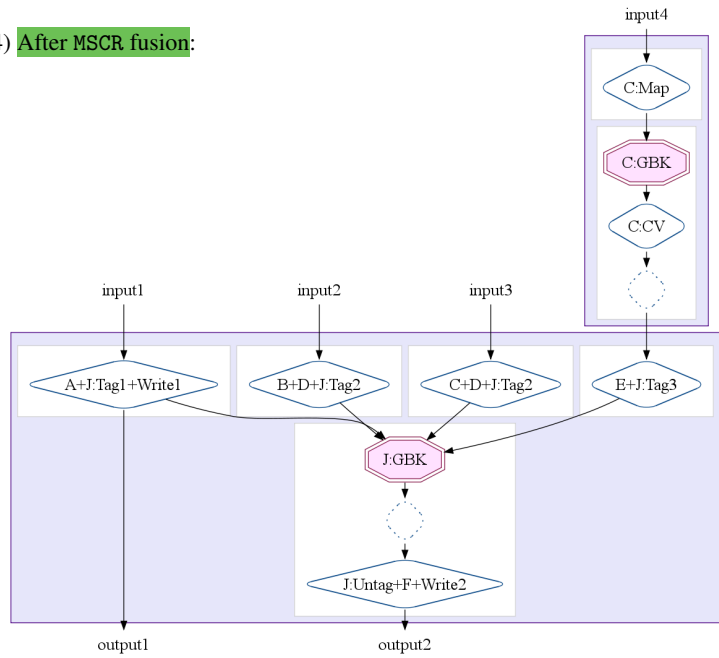 input4
4) After MSCR fusion:
C:Map
C:GBK
C:CV
input1 input2 input3
A+J:Tag1+Write1 B+D+J:Tag2 C+D+J:Tag2 E+J:Tag3
J:GBK
J:Untag+F+Write2
output1 output2